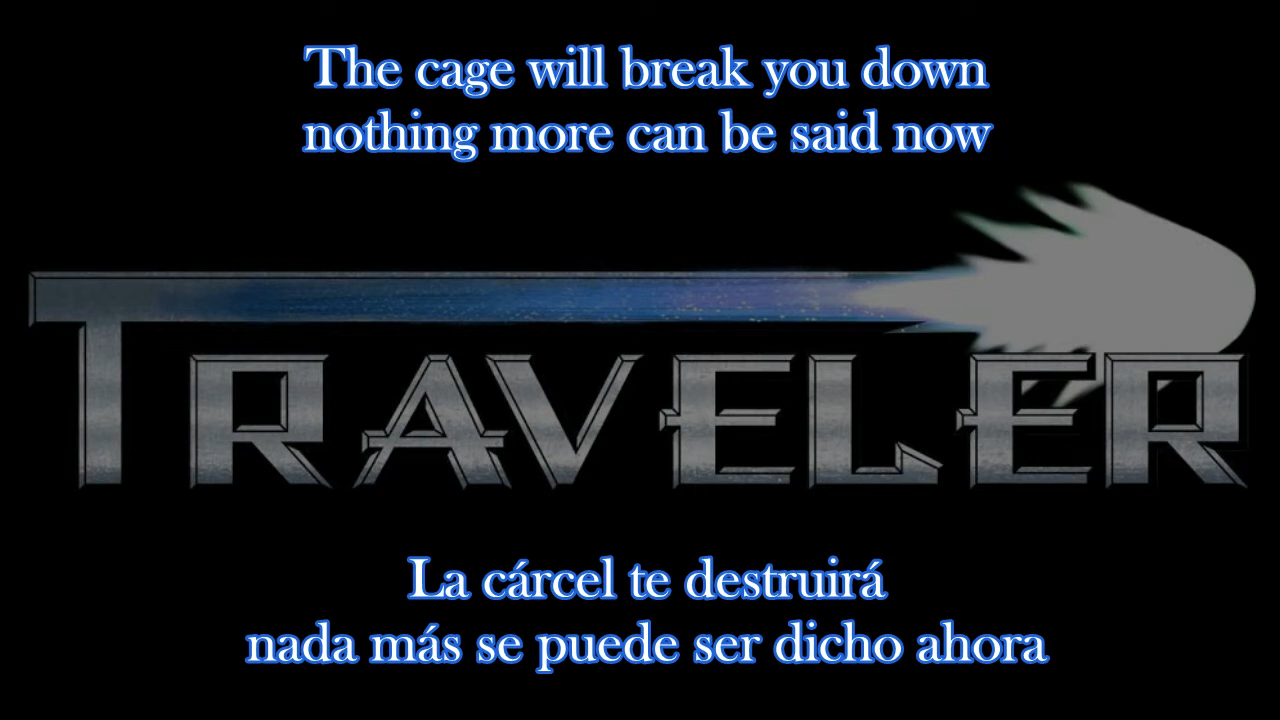 The cage will break you down
nothing more can be said now
TRAVELER
La cárcel te destruirá
nada más se puede ser dicho ahora